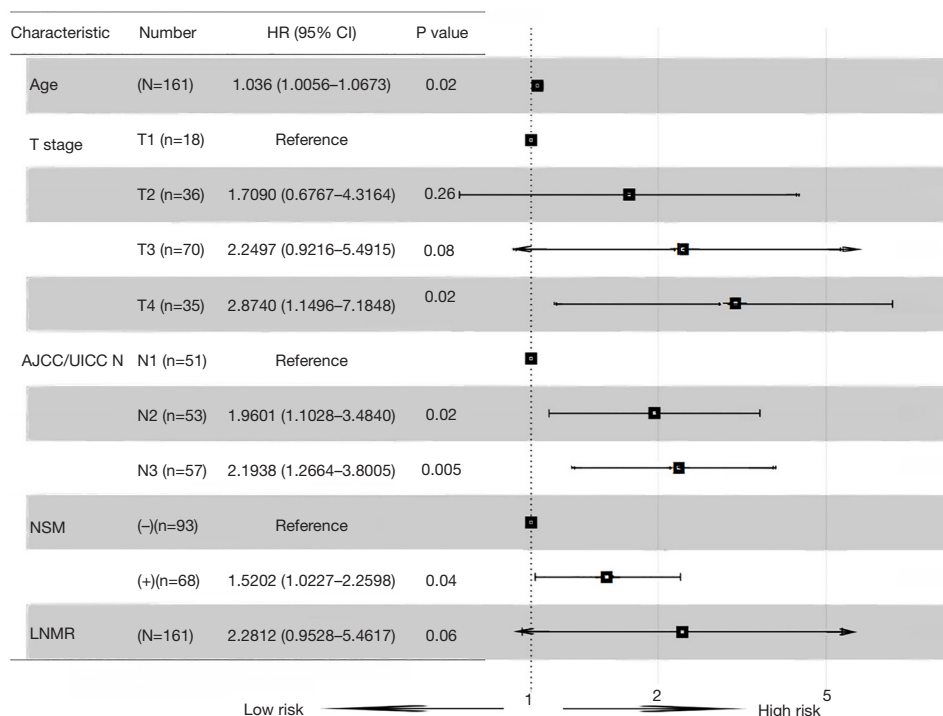 Characteristic Number HR (95% CI) P value
Age (N=161) 1.036 (1.0056–1.0673) 0.02
T stage T1 (n=18) Reference
T2 (n=36) 1.7090 (0.6767–4.3164) 0.26
T3 (n=70) 2.2497 (0.9216–5.4915) 0.08
T4 (n=35) 2.8740 (1.1496–7.1848) 0.02
AJCC/UICC N N1 (n=51) Reference
N2 (n=53) 1.9601 (1.1028–3.4840) 0.02
N3 (n=57) 2.1938 (1.2664–3.8005) 0.005
NSM (–)(n=93) Reference
(+)(n=68) 1.5202 (1.0227–2.2598) 0.04
LNMR (N=161) 2.2812 (0.9528–5.4617) 0.06
1 2 5
Low risk High risk